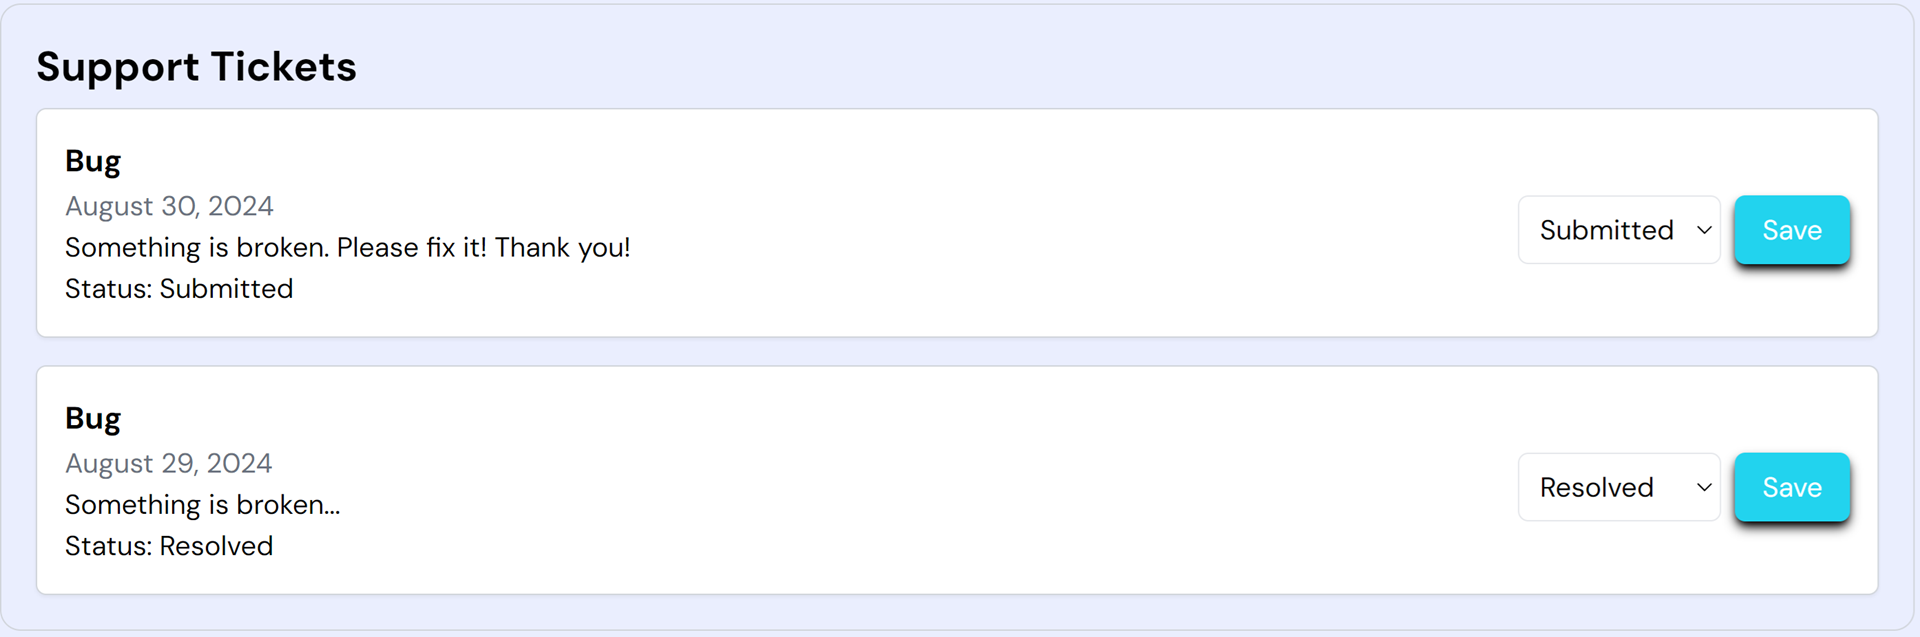 Support Tickets
Bug
August 30, 2024
Something is broken. Please fix it! Thank you!
Status: Submitted
Submitted
Save
Bug
August 29, 2024
Something is broken...
Status: Resolved
Resolved
Save